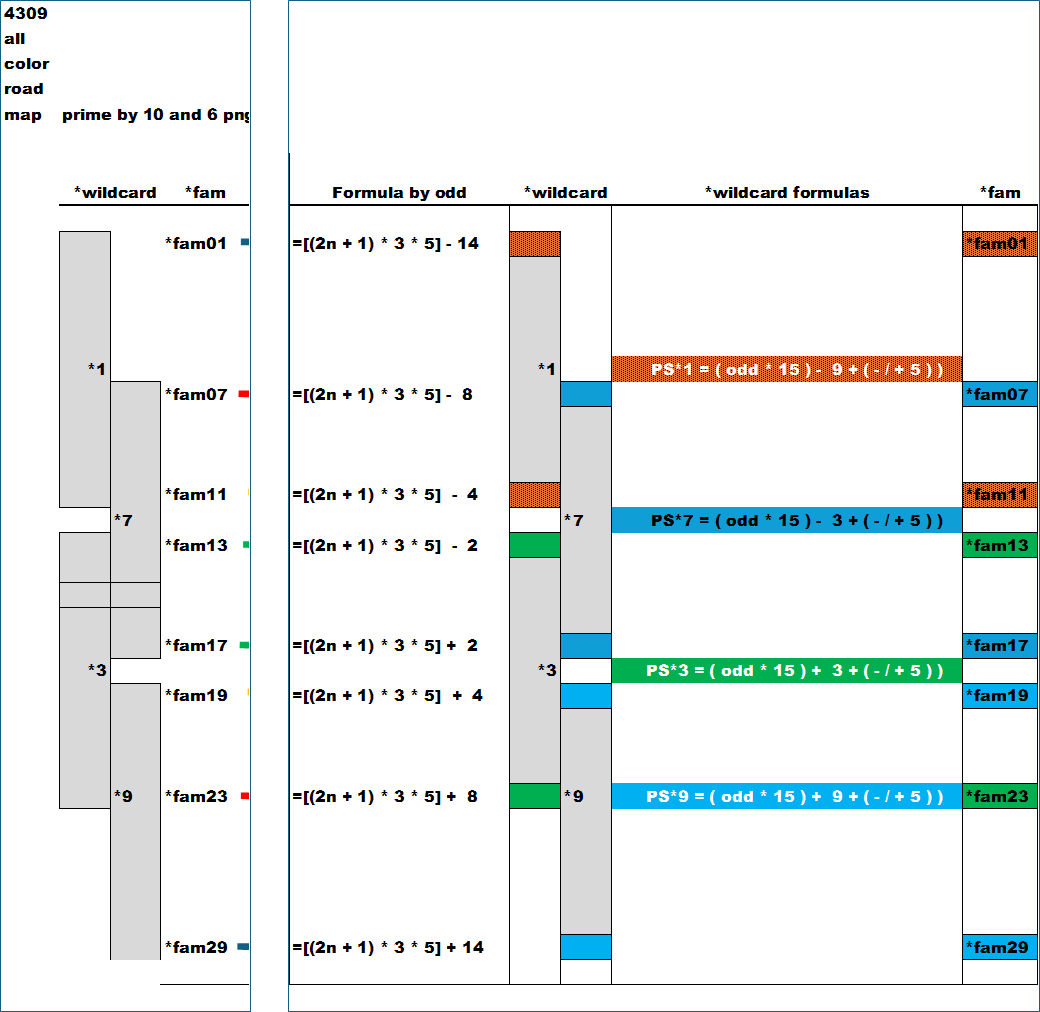 4309
all
color
road
map prime by 10 and 6 png
*wildcard *fam Formula by odd *wildcard *wildcard formulas *fam
*fam01 =[(2n + 1) * 3 * 5] - 14 *fam01
*1 *1 PS*1 = ( odd * 15 ) - 9 + ( - / + 5 ) )
*fam07 =[(2n + 1) * 3 * 5] - 8 *fam07
*fam11 =[(2n + 1) * 3 * 5] - 4 *fam11
*7 *7 PS*7 = ( odd * 15 ) - 3 + ( - / + 5 ) )
*fam13 =[(2n + 1) * 3 * 5] - 2 *fam13
*fam17 =[(2n + 1) * 3 * 5] + 2 *fam17
*3 *3 PS*3 = ( odd * 15 ) + 3 + ( - / + 5 ) )
*fam19 =[(2n + 1) * 3 * 5] + 4 *fam19
*9 *fam23 =[(2n + 1) * 3 * 5] + 8 *9 PS*9 = ( odd * 15 ) + 9 + ( - / + 5 ) ) *fam23
*fam29 =[(2n + 1) * 3 * 5] + 14 *fam29